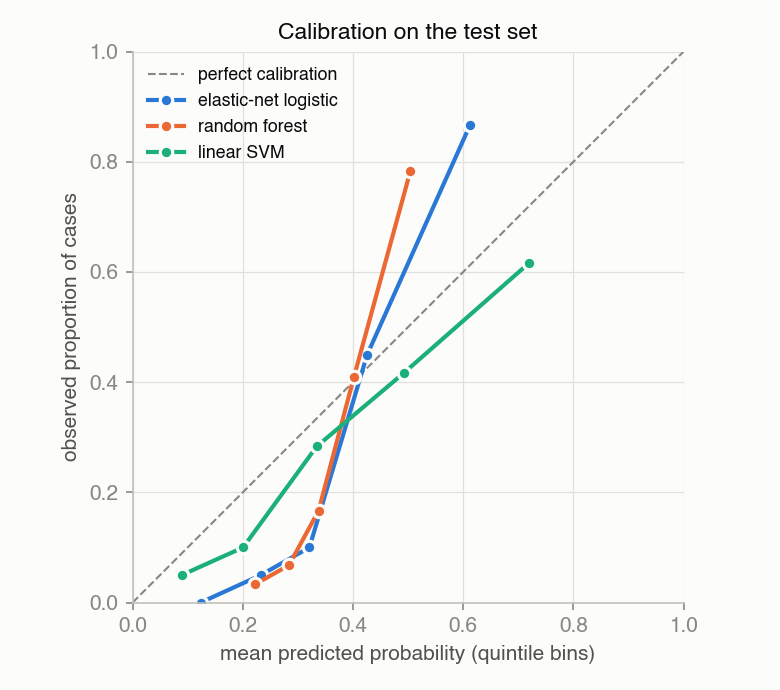 Calibration on the test set
perfect calibration
elastic-net logistic
random forest
linear SVM
1.0
0.8
0.6
0.4
0.2
0.0
observed proportion of cases
0.0 0.2 0.4 0.6 0.8 1.0
mean predicted probability (quintile bins)